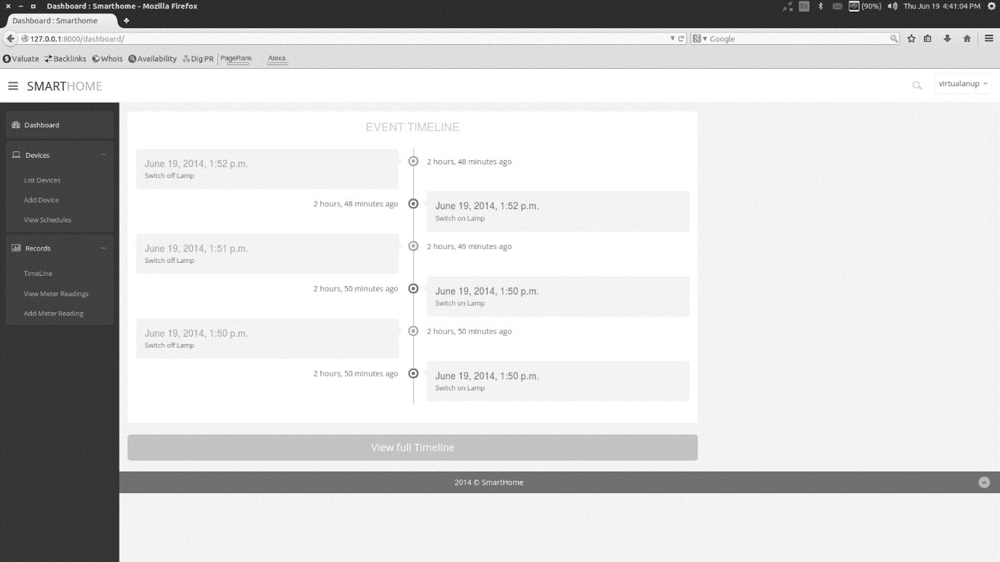 Dashboard : Smarthome - Mozilla Firefox
En
(90%)
Thu Jun 19 4:41:04 PM
Dashboard : Smarthome
127.0.0.1:8000/dashboard/
Google
Valuate
Backlinks
Whois
Availability
Dig PR
PageRank
Alexa
SMARTHOME
virtualanup
Dashboard
Devices
List Devices
Add Device
View Schedules
Records
TimeLine
View Meter Readings
Add Meter Reading
EVENT TIMELINE
June 19, 2014, 1:52 p.m.
Switch off Lamp
2 hours, 48 minutes ago
2 hours, 48 minutes ago
June 19, 2014, 1:52 p.m.
Switch on Lamp
June 19, 2014, 1:51 p.m.
Switch off Lamp
2 hours, 49 minutes ago
2 hours, 50 minutes ago
June 19, 2014, 1:50 p.m.
Switch on Lamp
June 19, 2014, 1:50 p.m.
Switch off Lamp
2 hours, 50 minutes ago
2 hours, 50 minutes ago
June 19, 2014, 1:50 p.m.
Switch on Lamp
View full Timeline
2014 © SmartHome